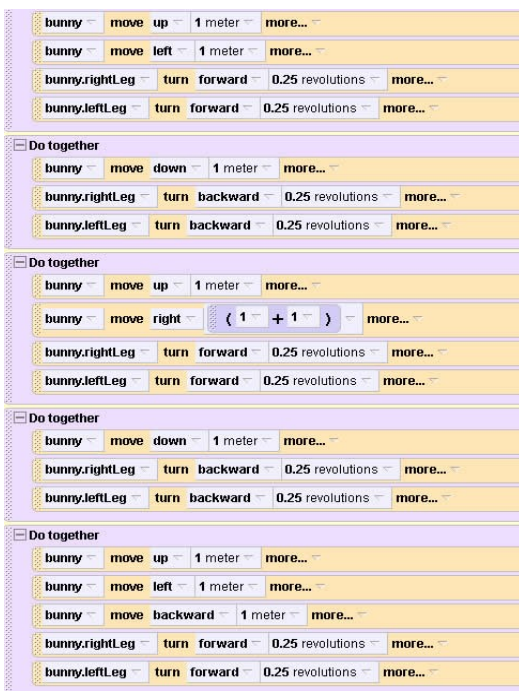 bunny move up 1 meter more...
bunny move left 1 meter more...
bunny.rightLeg turn forward 0.25 revolutions more...
bunny.leftLeg turn forward 0.25 revolutions more...
Do together
bunny move down 1 meter more...
bunny.rightLeg turn backward 0.25 revolutions more...
bunny.leftLeg turn backward 0.25 revolutions more...
Do together
bunny move up 1 meter more...
bunny move right ( 1 + 1 ) more...
bunny.rightLeg turn forward 0.25 revolutions more...
bunny.leftLeg turn forward 0.25 revolutions more...
Do together
bunny move down 1 meter more...
bunny.rightLeg turn backward 0.25 revolutions more...
bunny.leftLeg turn backward 0.25 revolutions more...
Do together
bunny move up 1 meter more...
bunny move left 1 meter more...
bunny move backward 1 meter more...
bunny.rightLeg turn forward 0.25 revolutions more...
bunny.leftLeg turn forward 0.25 revolutions more...